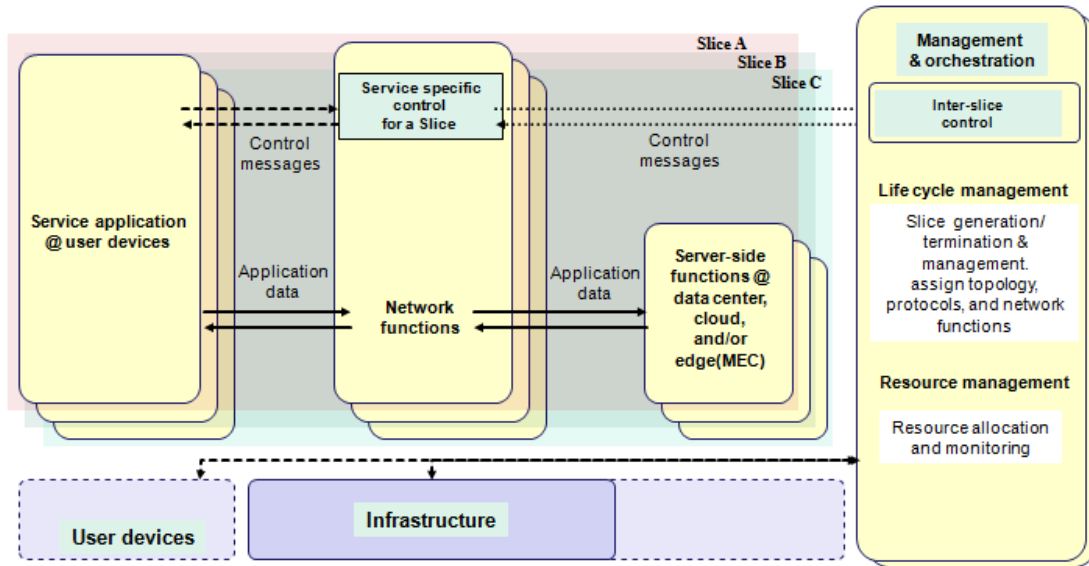 Slice A
Slice B
Slice C
Management
& orchestration
Service specific
control
for a Slice
Inter-slice
control
Control
messages
Control
messages
Life cycle management
Service application
@ user devices
Slice generation/
termination &
management.
assign topology,
protocols, and network
functions
Server-side
functions @
data center,
cloud,
and/or
edge(MEC)
Application
data
Application
data
Network
functions
Resource management
Resource allocation
and monitoring
User devices
Infrastructure